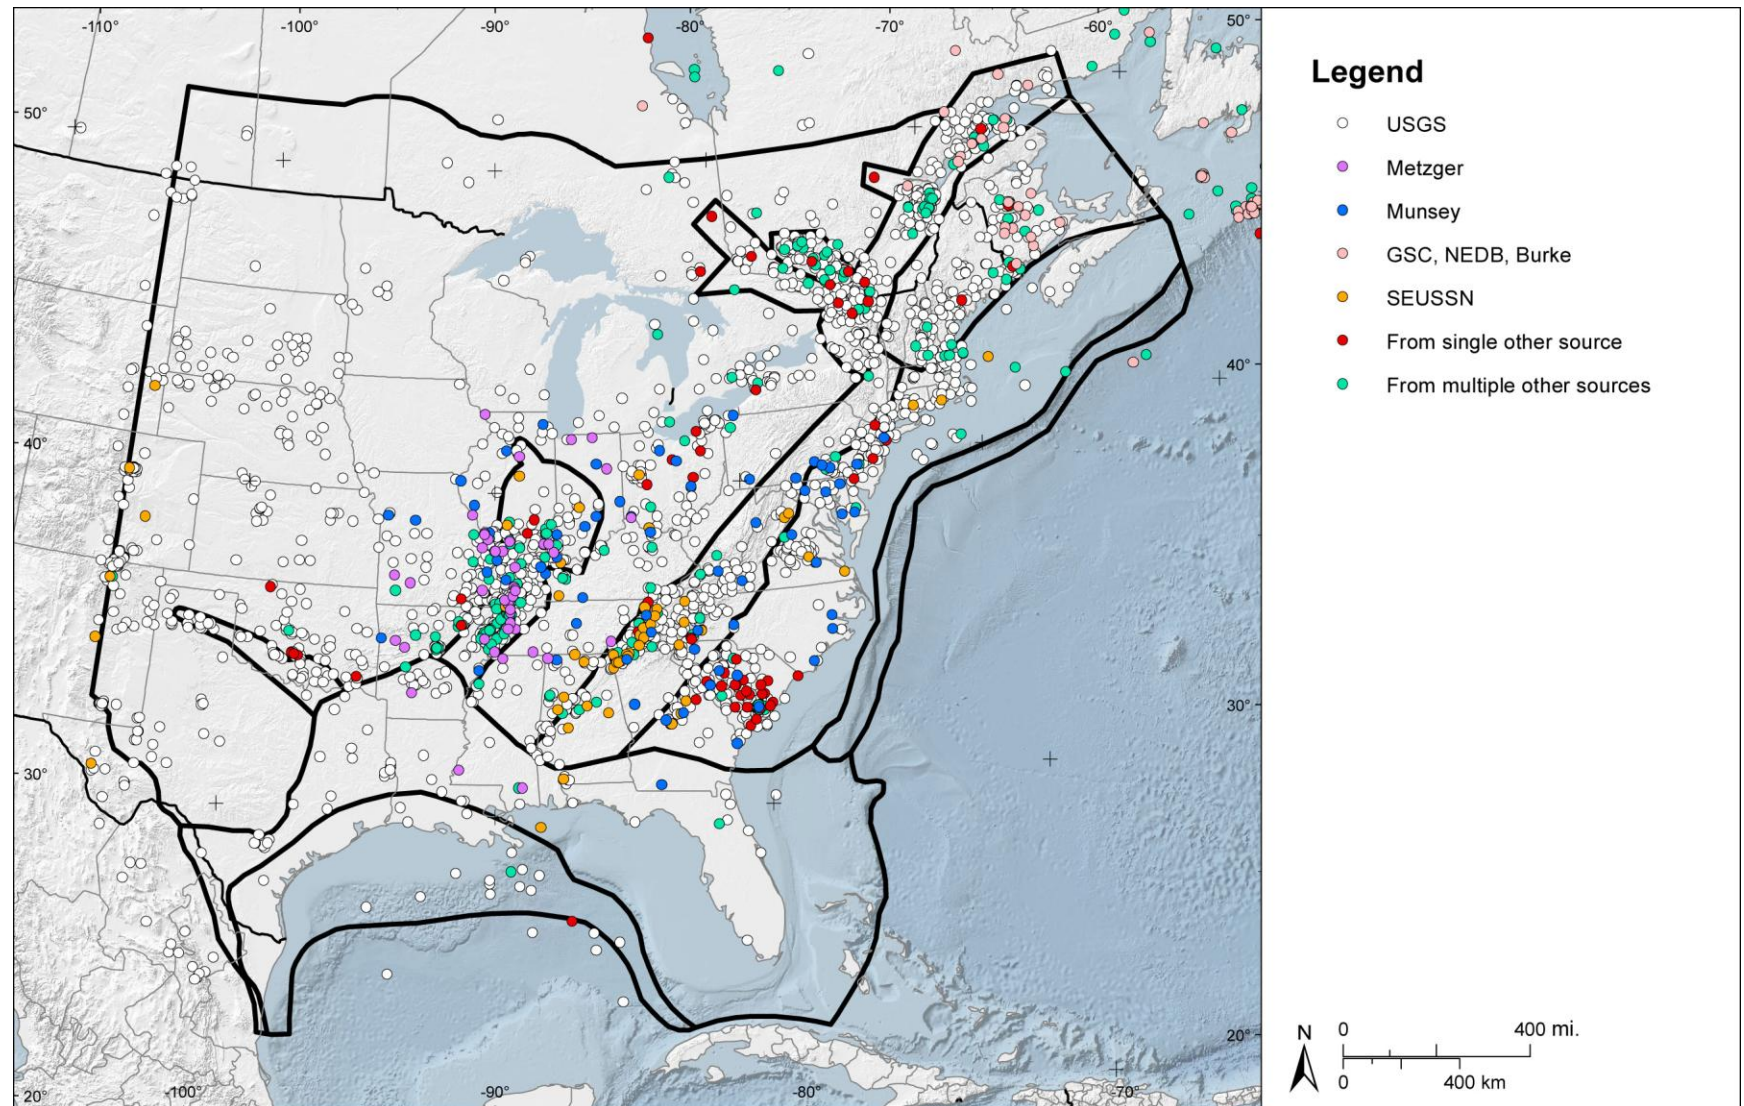 -110° -100° -90° -80° -70° -60° 50°
50°
40°
40°
30°
30°
20°
20° -100° -90° -80° -70°
Legend
USGS
Metzger
Munsey
GSC, NEDB, Burke
SEUSSN
From single other source
From multiple other sources
N 0 400 mi.
0 400 km